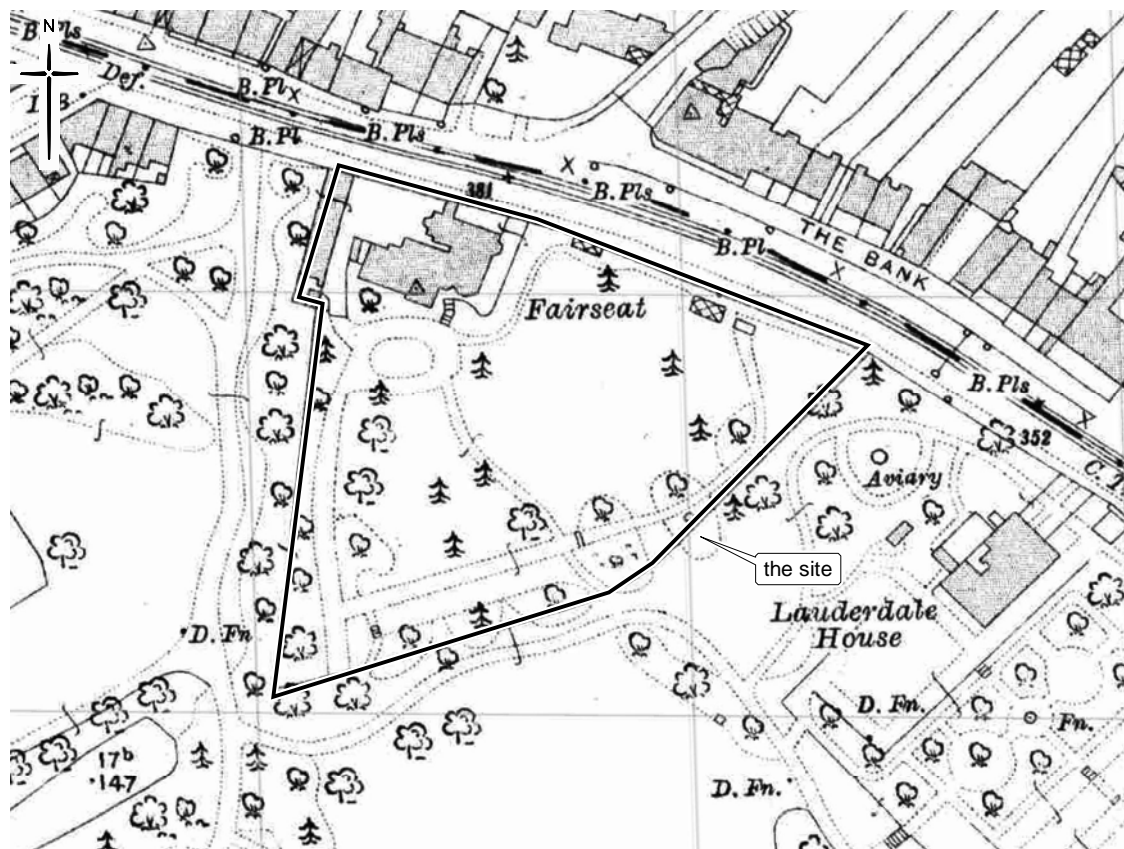 N
Def.
B. Pl
B. Pl
B. Pls
381
B. Pls
B. Pl
THE BANK
Fairseat
B. Pls
352
C. T
Aviary
the site
Lauderdale
House
D. Fn
D. Fn.
Fn.
17b
.147
D. Fn.